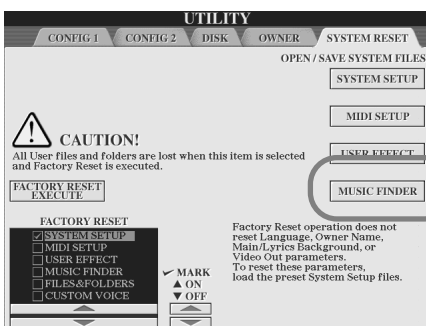 UTILITY
CONFIG 1 CONFIG 2 DISK OWNER SYSTEM RESET
OPEN / SAVE SYSTEM FILES
SYSTEM SETUP
MIDI SETUP
USER EFFECT
MUSIC FINDER
CAUTION!
All User files and folders are lost when this item is selected
and Factory Reset is executed.
FACTORY RESET
EXECUTE
FACTORY RESET
SYSTEM SETUP
MIDI SETUP
USER EFFECT
MUSIC FINDER
FILES&FOLDERS
CUSTOM VOICE
MARK
▲ ON
▼ OFF
Factory Reset operation does not
reset Language, Owner Name,
Main/Lyrics Background, or
Video Out parameters.
To reset these parameters,
load the preset System Setup files.